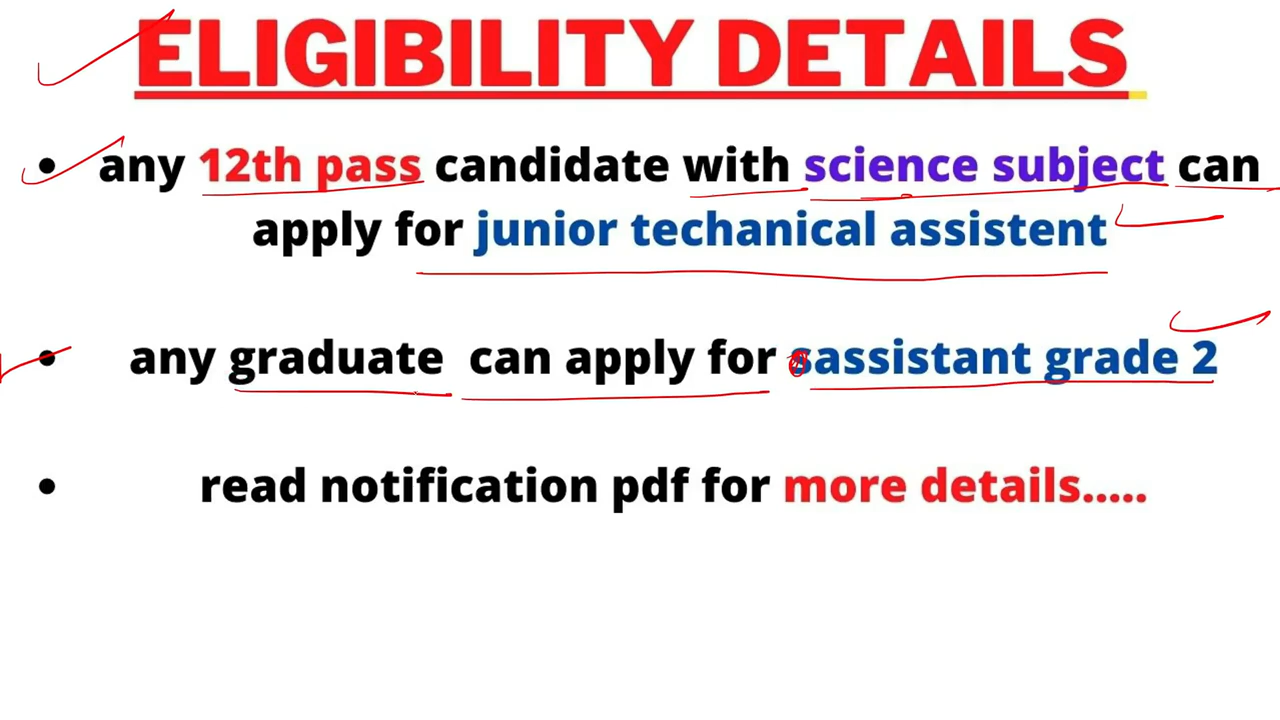 ELIGIBILITY DETAILS
• any 12th pass candidate with science subject can
apply for junior techanical assistent
• any graduate can apply for sassistant grade 2
• read notification pdf for more details.....